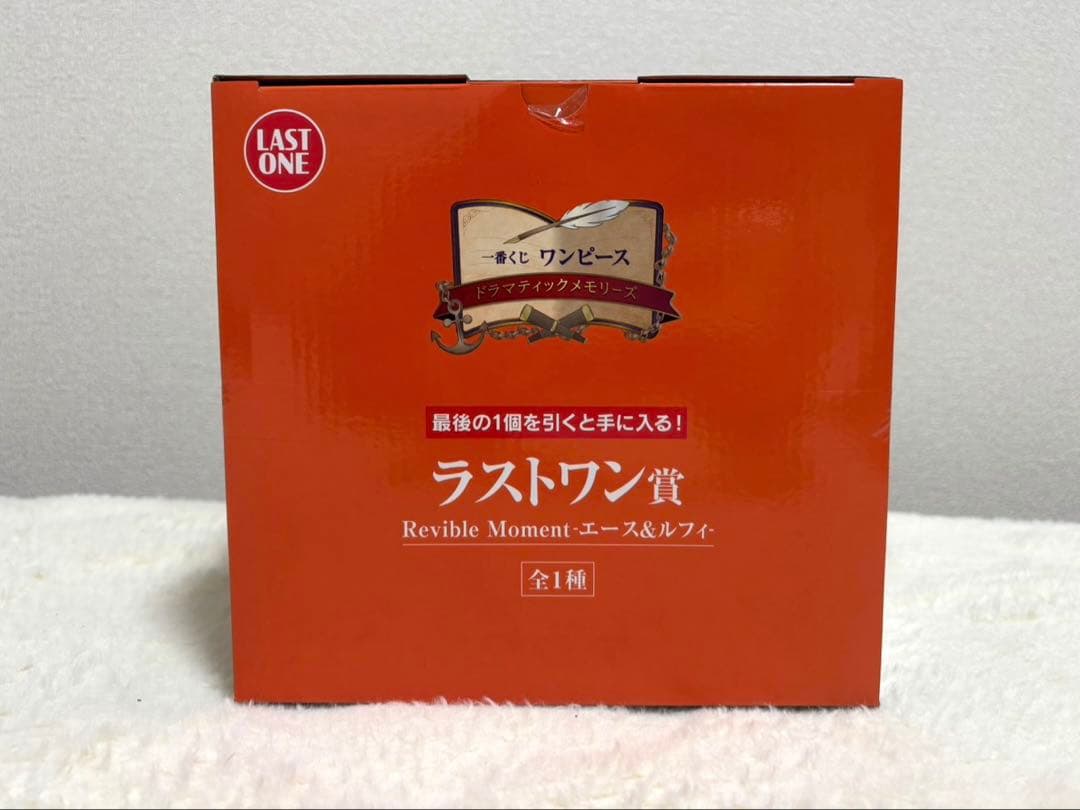 LAST
ONE
一番くじ ワンピース
ドラマティックメモリーズ
最後の1個を引くと手に入る!
ラストワン賞
Revible Moment-エース&ルフィ-
全1種